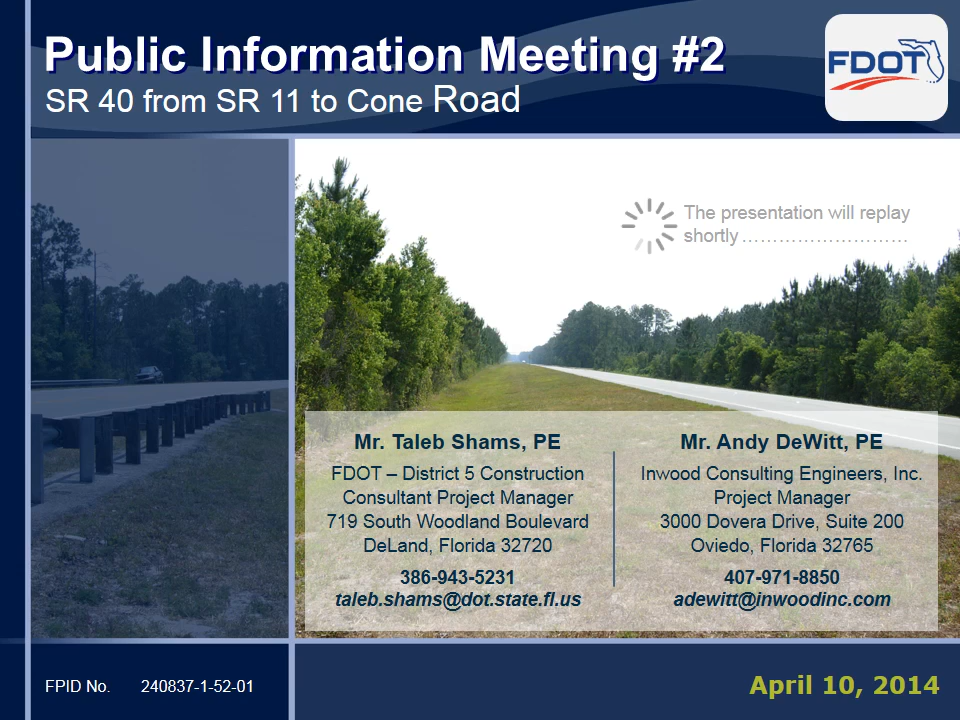 Public Information Meeting #2
SR 40 from SR 11 to Cone Road
FDOT
The presentation will replay
shortly ………………………
Mr. Taleb Shams, PE
FDOT – District 5 Construction
Consultant Project Manager
719 South Woodland Boulevard
DeLand, Florida 32720
386-943-5231
taleb.shams@dot.state.fl.us
Mr. Andy DeWitt, PE
Inwood Consulting Engineers, Inc.
Project Manager
3000 Dovera Drive, Suite 200
Oviedo, Florida 32765
407-971-8850
adewitt@inwoodinc.com
FPID No. 240837-1-52-01
April 10, 2014